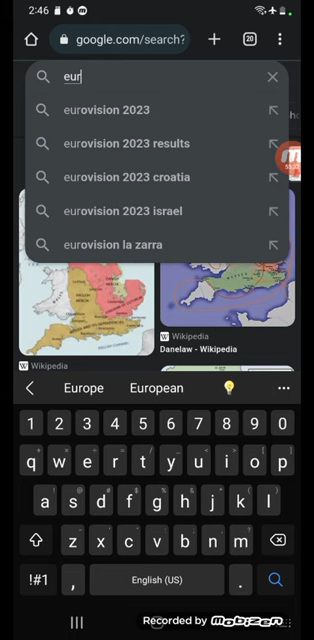 2:46
google.com/search?
20
eur
eurovision 2023
eurovision 2023 results
eurovision 2023 croatia
eurovision 2023 israel
eurovision la zarra
Wikipedia
Danelaw - Wikipedia
Wikipedia
Europe European
1 2 3 4 5 6 7 8 9 0
q w e r t y u i o p
a s d f g h j k l
z x c v b n m
!#1 , English (US) .
Recorded by mobizen